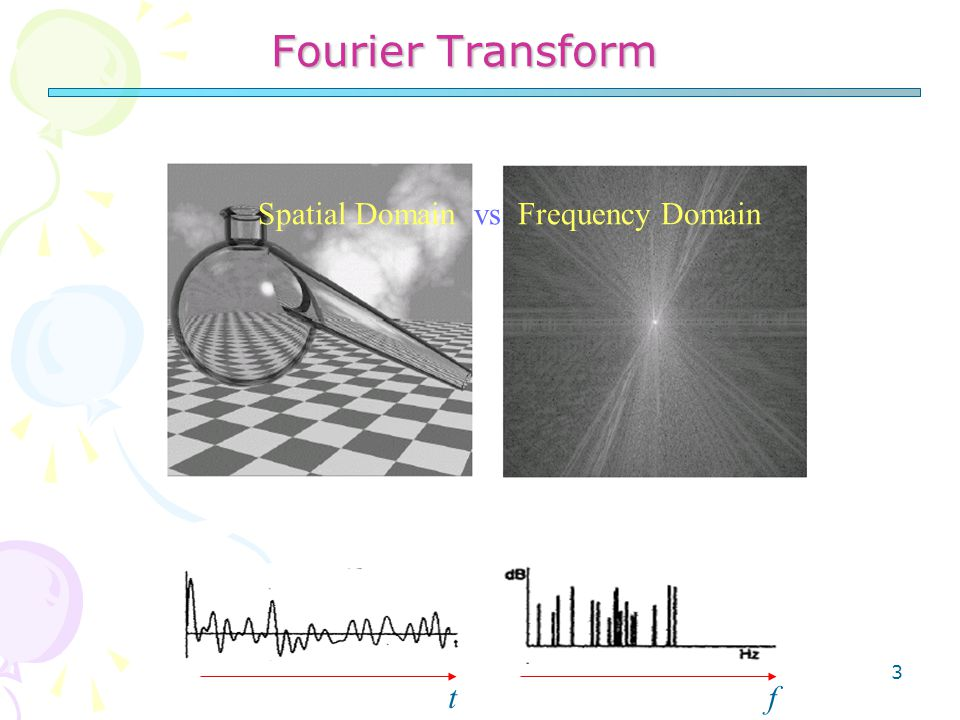 Fourier Transform
Spatial Domain vs Frequency Domain
t
dB
Hz
t
f
3